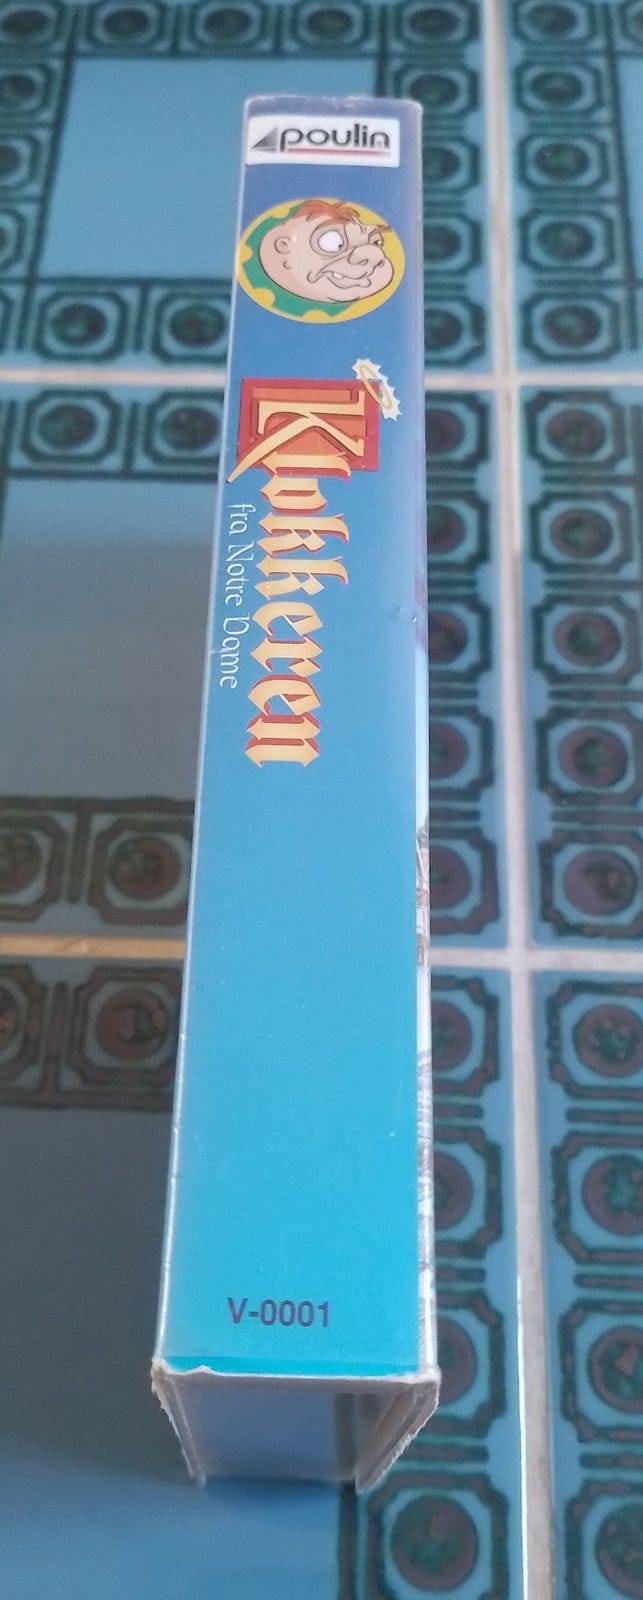 poulin
Klokkeren
fra Notre Dame
V-0001